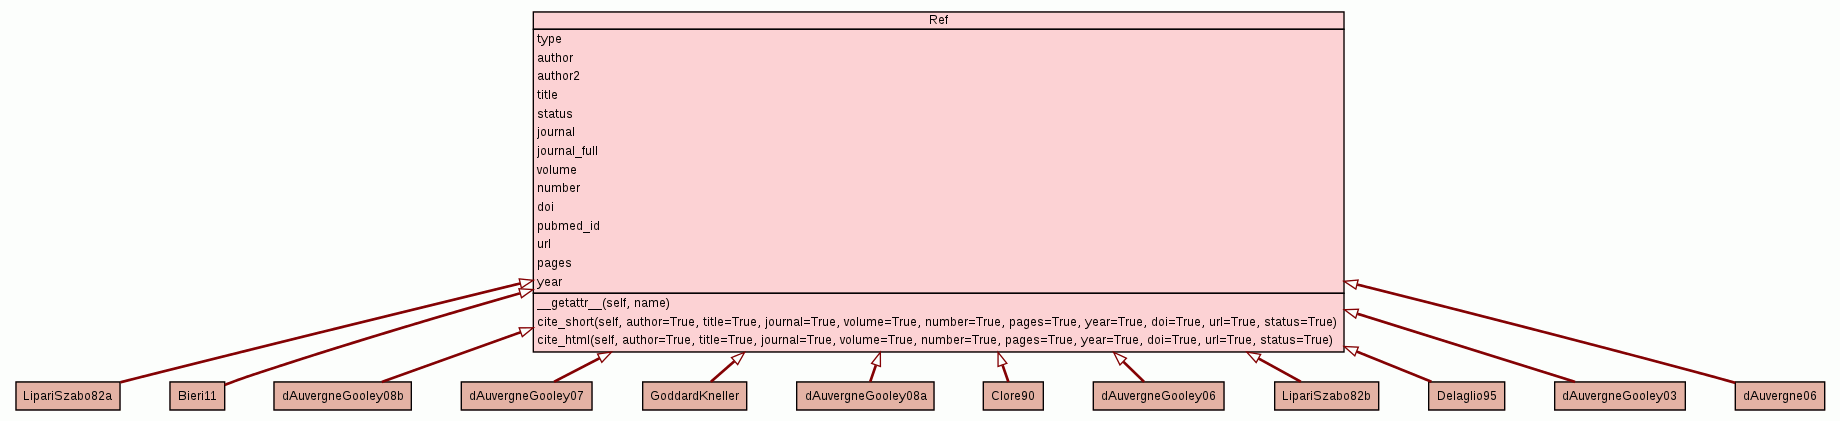 Ref
type
author
author2
title
status
journal
journal_full
volume
number
doi
pubmed_id
url
pages
year
__getattr__(self, name)
cite_short(self, author=True, title=True, journal=True, volume=True, number=True, pages=True, year=True, doi=True, url=True, status=True)
cite_html(self, author=True, title=True, journal=True, volume=True, number=True, pages=True, year=True, doi=True, url=True, status=True)
LipariSzabo82a
Bieri11
dAuvergneGooley08b
dAuvergneGooley07
GoddardKneller
dAuvergneGooley08a
Clore90
dAuvergneGooley06
LipariSzabo82b
Delaglio95
dAuvergneGooley03
dAuvergne06